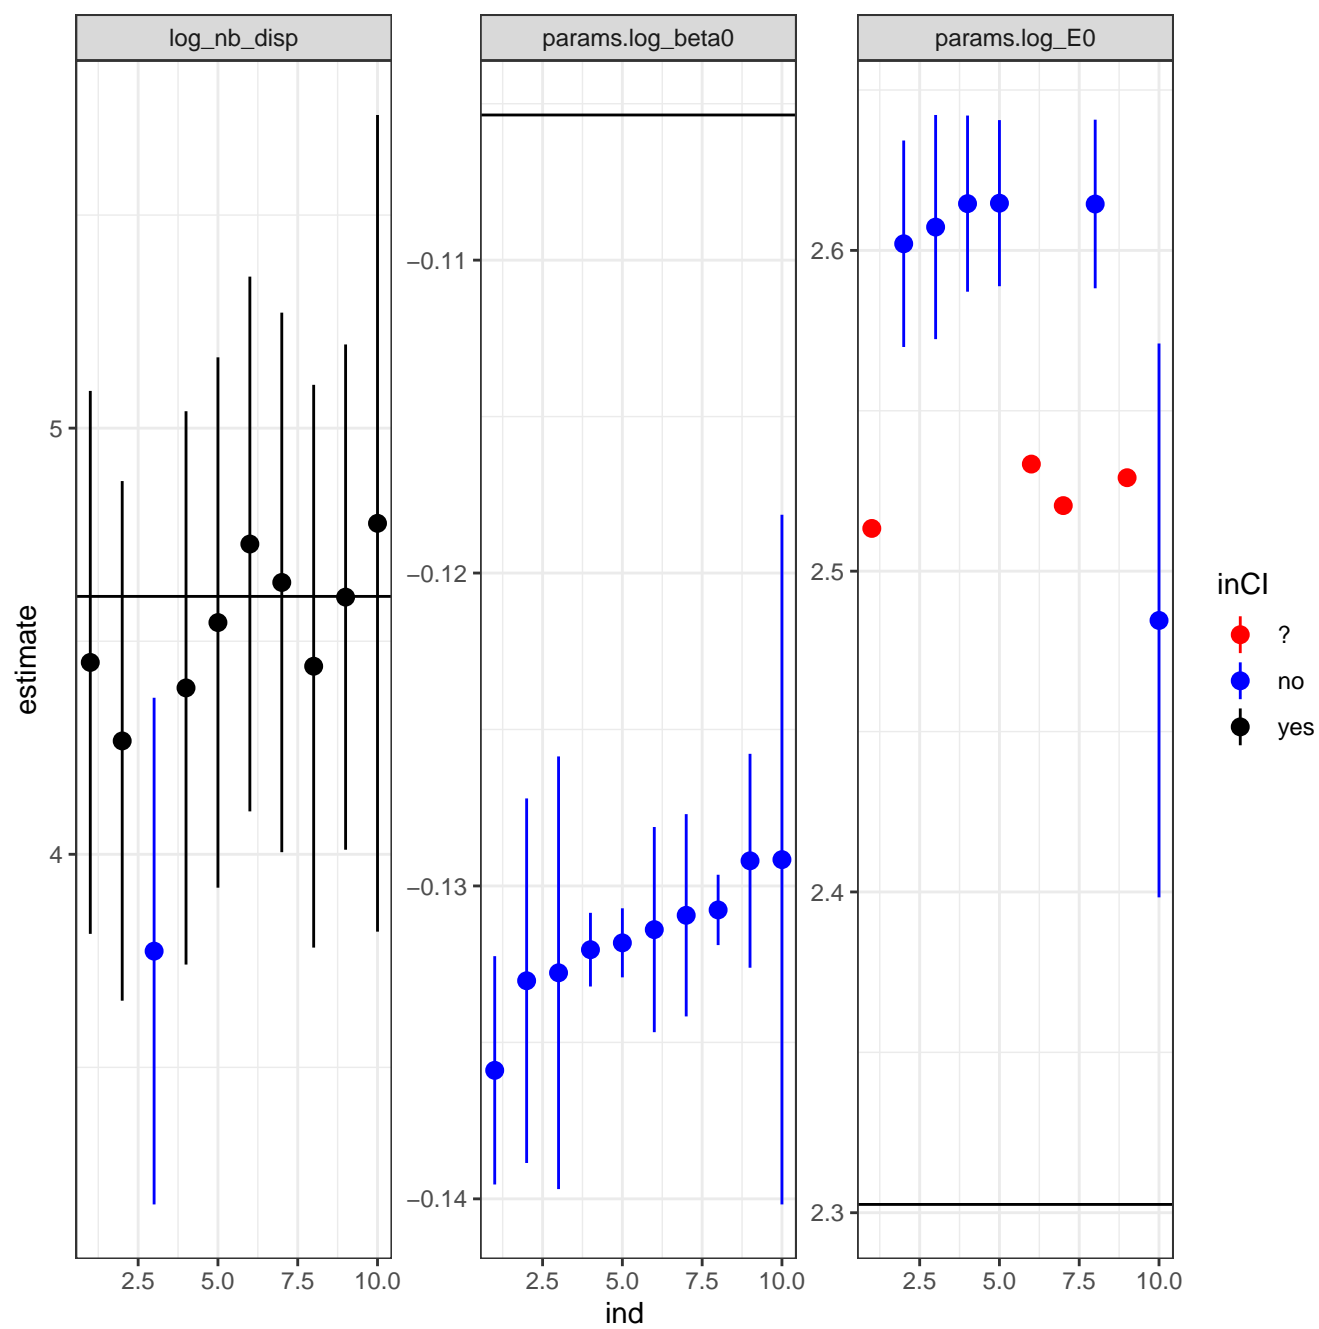 log_nb_disp
params.log_beta0
params.log_E0
estimate
5
4
−0.11
−0.12
−0.13
−0.14
2.6
2.5
2.4
2.3
2.5 5.0 7.5 10.0
2.5 5.0 7.5 10.0
2.5 5.0 7.5 10.0
ind
inCI
?
no
yes